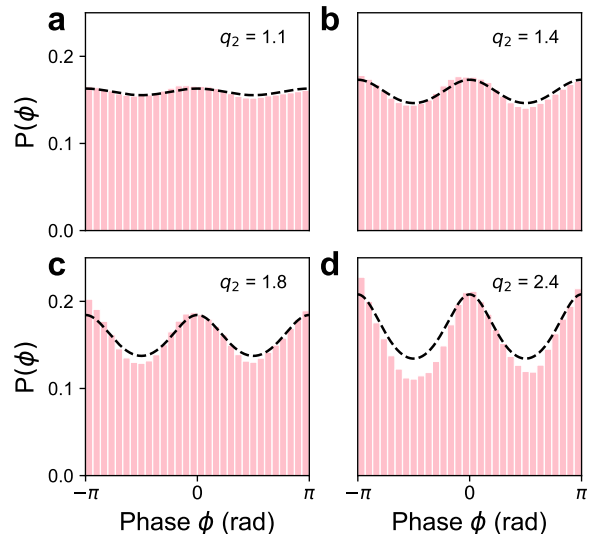 a
b
q₂ = 1.1
q₂ = 1.4
0.2
0.1
0.0
P(ϕ)
c
d
q₂ = 1.8
q₂ = 2.4
0.2
0.1
0.0
P(ϕ)
−π
0
π
−π
0
π
Phase ϕ (rad)
Phase ϕ (rad)